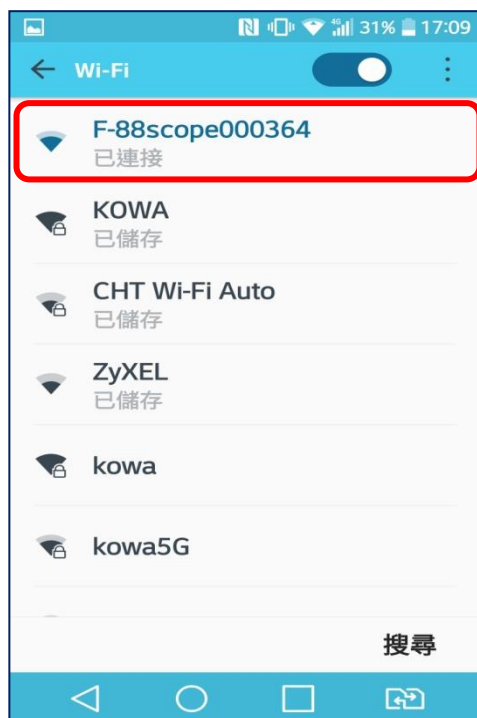 4G 31% 17:09
Wi-Fi
F-88scope000364
已連接
KOWA
已儲存
CHT Wi-Fi Auto
已儲存
ZyXEL
已儲存
kowa
kowa5G
搜尋